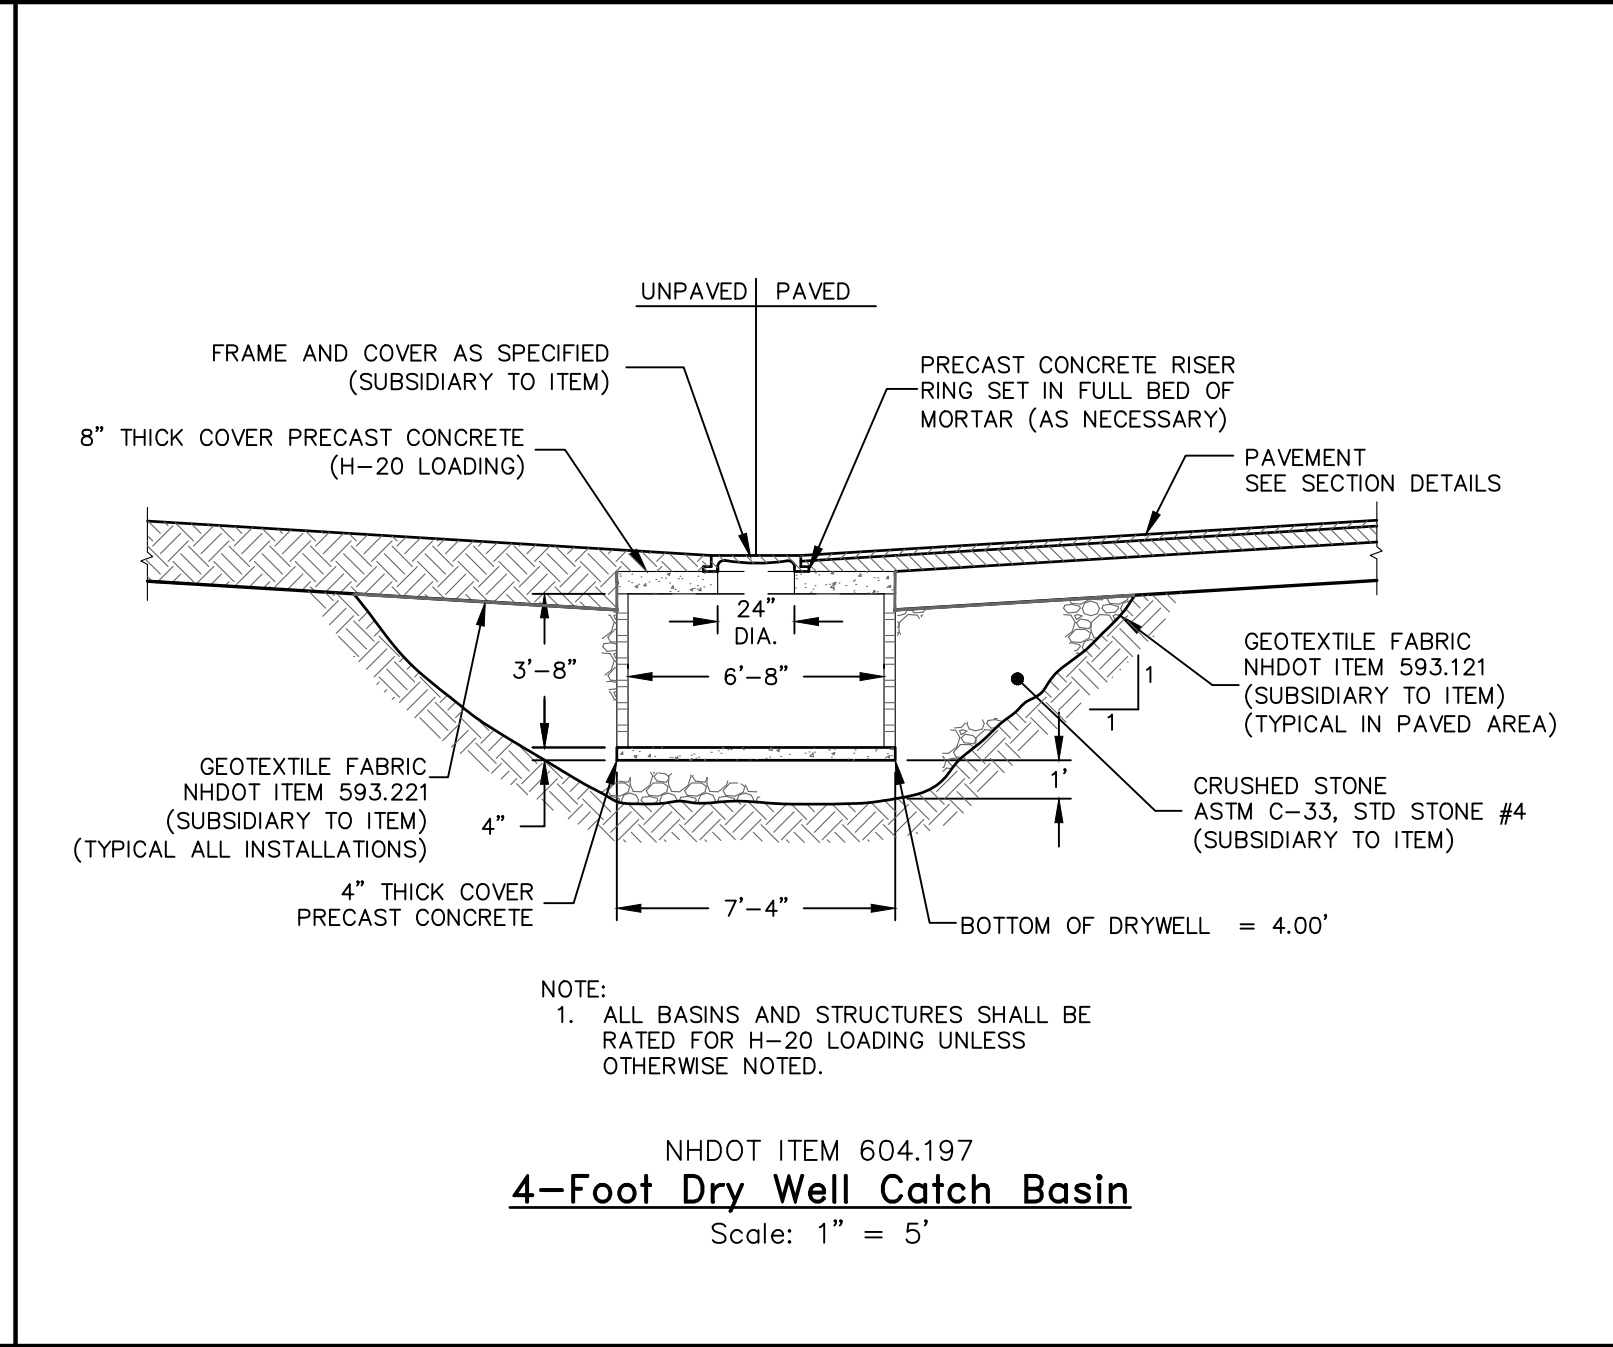 UNPAVED PAVED
FRAME AND COVER AS SPECIFIED
(SUBSIDIARY TO ITEM)
PRECAST CONCRETE RISER
RING SET IN FULL BED OF
MORTAR (AS NECESSARY)
8” THICK COVER PRECAST CONCRETE
(H-20 LOADING)
PAVEMENT
SEE SECTION DETAILS
24”
DIA.
3’-8”
6’-8”
1
1
GEOTEXTILE FABRIC
NHDOT ITEM 593.121
(SUBSIDIARY TO ITEM)
(TYPICAL IN PAVED AREA)
GEOTEXTILE FABRIC
NHDOT ITEM 593.221
(SUBSIDIARY TO ITEM)
(TYPICAL ALL INSTALLATIONS)
4”
1’
CRUSHED STONE
ASTM C-33, STD STONE #4
(SUBSIDIARY TO ITEM)
4” THICK COVER
PRECAST CONCRETE
7’-4”
BOTTOM OF DRYWELL = 4.00’
NOTE:
1. ALL BASINS AND STRUCTURES SHALL BE
RATED FOR H-20 LOADING UNLESS
OTHERWISE NOTED.
NHDOT ITEM 604.197
4-Foot Dry Well Catch Basin
Scale: 1” = 5’